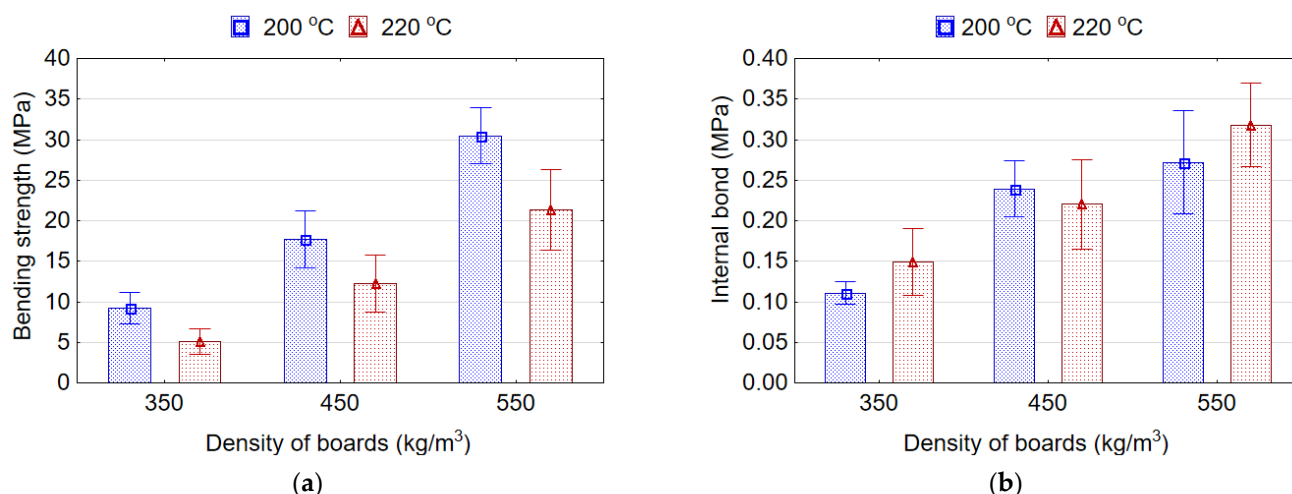 200 °C 220 °C
Bending strength (MPa)
40
35
30
25
20
15
10
5
0
350 450 550
Density of boards (kg/m³)
(a)
200 °C 220 °C
Internal bond (MPa)
0.40
0.35
0.30
0.25
0.20
0.15
0.10
0.05
0.00
350 450 550
Density of boards (kg/m³)
(b)